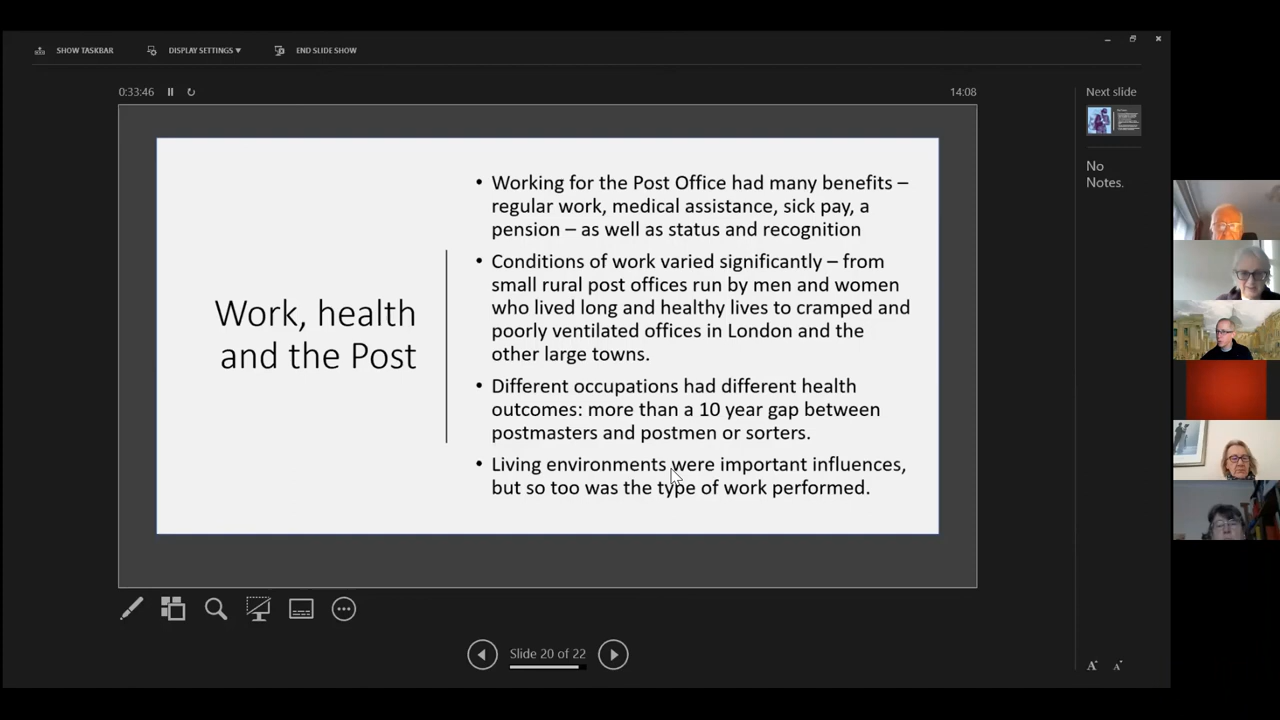 SHOW TASKBAR
DISPLAY SETTINGS ▾
END SLIDE SHOW
0:33:46
14:08
Next slide
No
Notes.
Work, health
and the Post
• Working for the Post Office had many benefits –
regular work, medical assistance, sick pay, a
pension – as well as status and recognition
• Conditions of work varied significantly – from
small rural post offices run by men and women
who lived long and healthy lives to cramped and
poorly ventilated offices in London and the
other large towns.
• Different occupations had different health
outcomes: more than a 10 year gap between
postmasters and postmen or sorters.
• Living environments were important influences,
but so too was the type of work performed.
Slide 20 of 22
A A